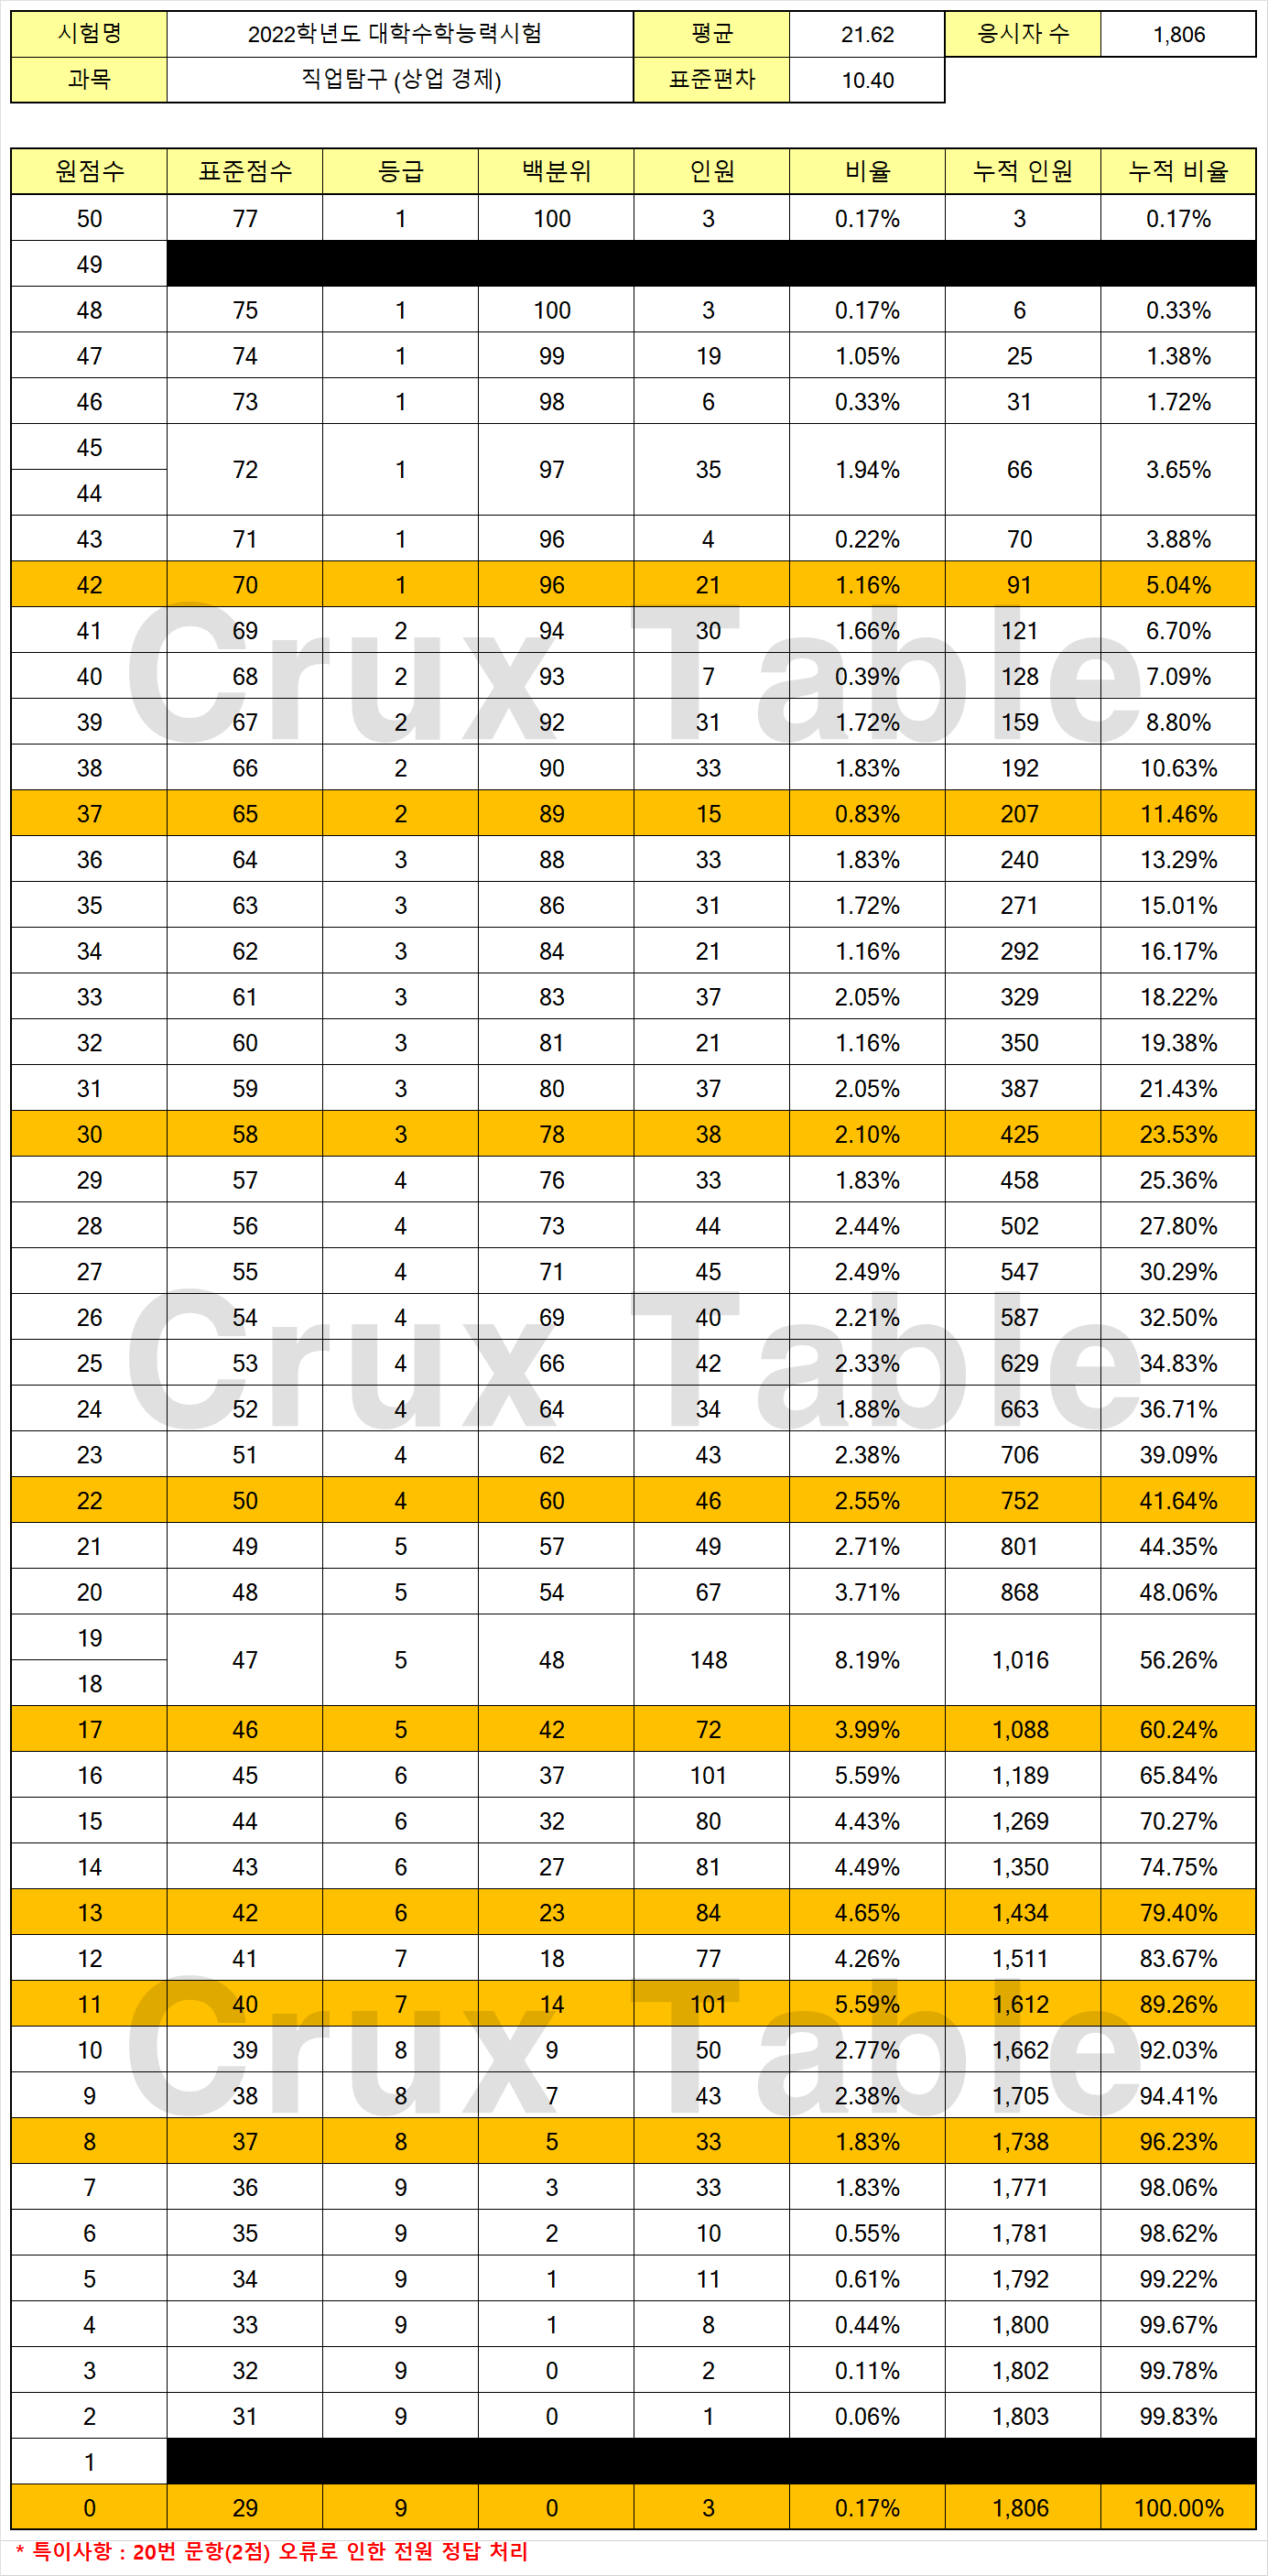 시험명 2022학년도 대학수학능력시험 평균 21.62 응시자 수 1,806
과목 직업탐구 (상업 경제) 표준편차 10.40
원점수 표준점수 등급 백분위 인원 비율 누적 인원 누적 비율
50 77 1 100 3 0.17% 3 0.17%
49
48 75 1 100 3 0.17% 6 0.33%
47 74 1 99 19 1.05% 25 1.38%
46 73 1 98 6 0.33% 31 1.72%
45
72 1 97 35 1.94% 66 3.65%
44
43 71 1 96 4 0.22% 70 3.88%
42 70 1 96 21 1.16% 91 5.04%
41 69 2 94 30 1.66% 121 6.70%
Crux Table
40 68 2 93 7 0.39% 128 7.09%
39 67 2 92 31 1.72% 159 8.80%
38 66 2 90 33 1.83% 192 10.63%
37 65 2 89 15 0.83% 207 11.46%
36 64 3 88 33 1.83% 240 13.29%
35 63 3 86 31 1.72% 271 15.01%
34 62 3 84 21 1.16% 292 16.17%
33 61 3 83 37 2.05% 329 18.22%
32 60 3 81 21 1.16% 350 19.38%
31 59 3 80 37 2.05% 387 21.43%
30 58 3 78 38 2.10% 425 23.53%
29 57 4 76 33 1.83% 458 25.36%
28 56 4 73 44 2.44% 502 27.80%
27 55 4 71 45 2.49% 547 30.29%
26 54 4 69 40 2.21% 587 32.50%
Crux Table
25 53 4 66 42 2.33% 629 34.83%
24 52 4 64 34 1.88% 663 36.71%
23 51 4 62 43 2.38% 706 39.09%
22 50 4 60 46 2.55% 752 41.64%
21 49 5 57 49 2.71% 801 44.35%
20 48 5 54 67 3.71% 868 48.06%
19
47 5 48 148 8.19% 1,016 56.26%
18
17 46 5 42 72 3.99% 1,088 60.24%
16 45 6 37 101 5.59% 1,189 65.84%
15 44 6 32 80 4.43% 1,269 70.27%
14 43 6 27 81 4.49% 1,350 74.75%
13 42 6 23 84 4.65% 1,434 79.40%
12 41 7 18 77 4.26% 1,511 83.67%
11 40 7 14 101 5.59% 1,612 89.26%
Crux Table
10 39 8 9 50 2.77% 1,662 92.03%
9 38 8 7 43 2.38% 1,705 94.41%
8 37 8 5 33 1.83% 1,738 96.23%
7 36 9 3 33 1.83% 1,771 98.06%
6 35 9 2 10 0.55% 1,781 98.62%
5 34 9 1 11 0.61% 1,792 99.22%
4 33 9 1 8 0.44% 1,800 99.67%
3 32 9 0 2 0.11% 1,802 99.78%
2 31 9 0 1 0.06% 1,803 99.83%
1
0 29 9 0 3 0.17% 1,806 100.00%
* 특이사항 : 20번 문항(2점) 오류로 인한 전원 정답 처리